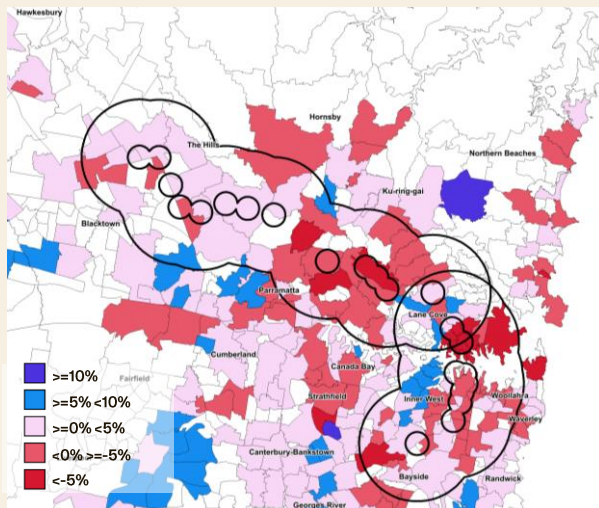 Hawkesbury
Hornsby
The Hills
Northern Beaches
Ku-ring-gai
Blacktown
Parramatta
Lane Cove
Cumberland
Canada Bay
Fairfield
Strathfield
Inner West
Woollahra
Waverley
Canterbury-Bankstown
Bayside
Randwick
Georges River
>=10%
>=5% <10%
>=0% <5%
<0% >=-5%
<-5%